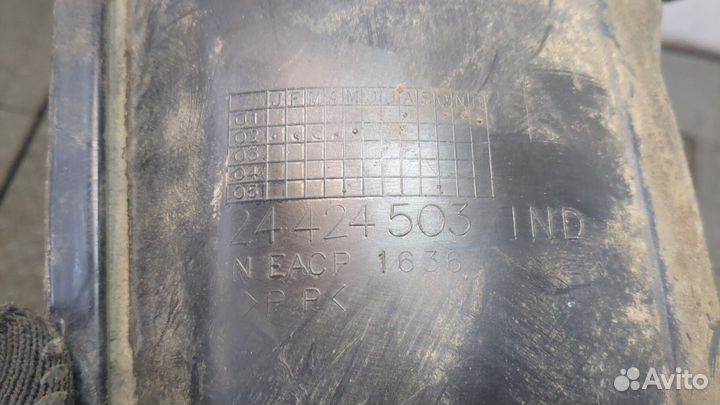 J F M A M J J A S O N D
01
02
03
04
05
24 424 503 IND
N EACP 1636
>P.P.<
Avito